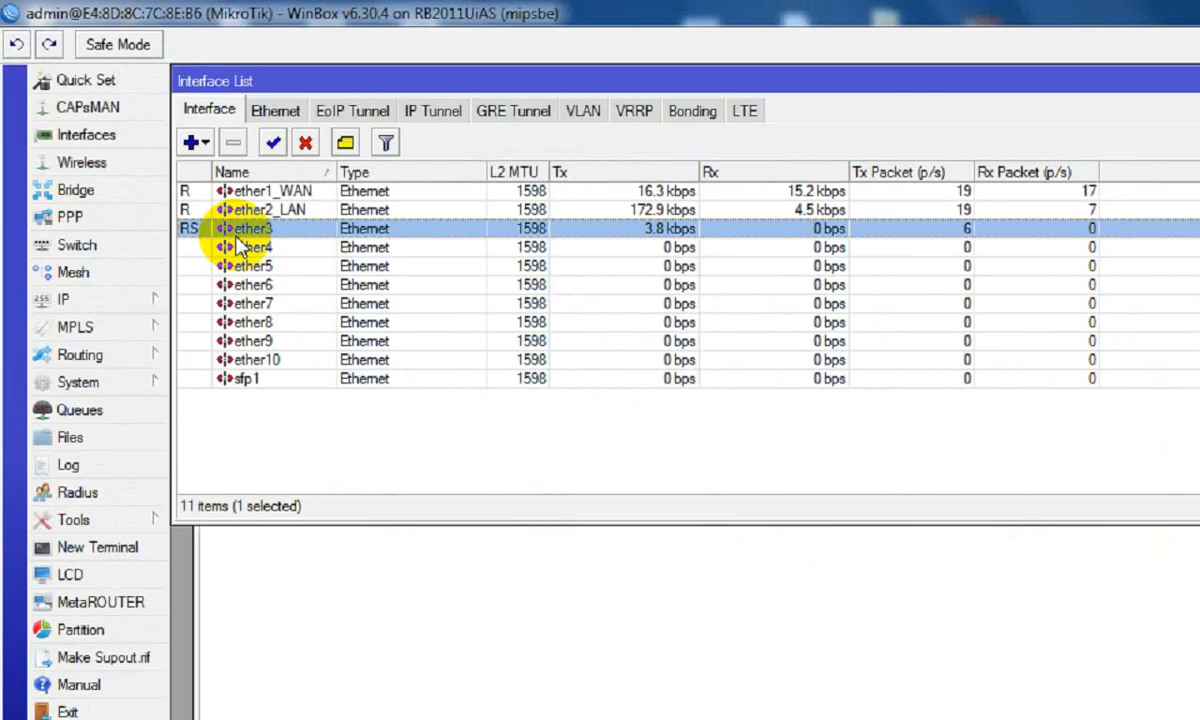 admin@E4:8D:8C:7C:8E:B6 (MikroTik) - WinBox v6.30.4 on RB2011UiAS (mipsbe)
Safe Mode
Quick Set
CAPsMAN
Interfaces
Wireless
Bridge
PPP
Switch
Mesh
255 IP
MPLS
Routing
System
Queues
Files
Log
Radius
Tools
New Terminal
LCD
MetaROUTER
Partition
Make Supout.rif
Manual
Exit
Interface List
Interface Ethernet EoIP Tunnel IP Tunnel GRE Tunnel VLAN VRRP Bonding LTE
Name / Type L2 MTU Tx Rx Tx Packet (p/s) Rx Packet (p/s)
R ether1_WAN Ethernet 1598 16.3 kbps 15.2 kbps 19 17
R ether2_LAN Ethernet 1598 172.9 kbps 4.5 kbps 19 7
RS ether3 Ethernet 1598 3.8 kbps 0 bps 6 0
ether4 Ethernet 1598 0 bps 0 bps 0 0
ether5 Ethernet 1598 0 bps 0 bps 0 0
ether6 Ethernet 1598 0 bps 0 bps 0 0
ether7 Ethernet 1598 0 bps 0 bps 0 0
ether8 Ethernet 1598 0 bps 0 bps 0 0
ether9 Ethernet 1598 0 bps 0 bps 0 0
ether10 Ethernet 1598 0 bps 0 bps 0 0
sfp1 Ethernet 1598 0 bps 0 bps 0 0
11 items (1 selected)